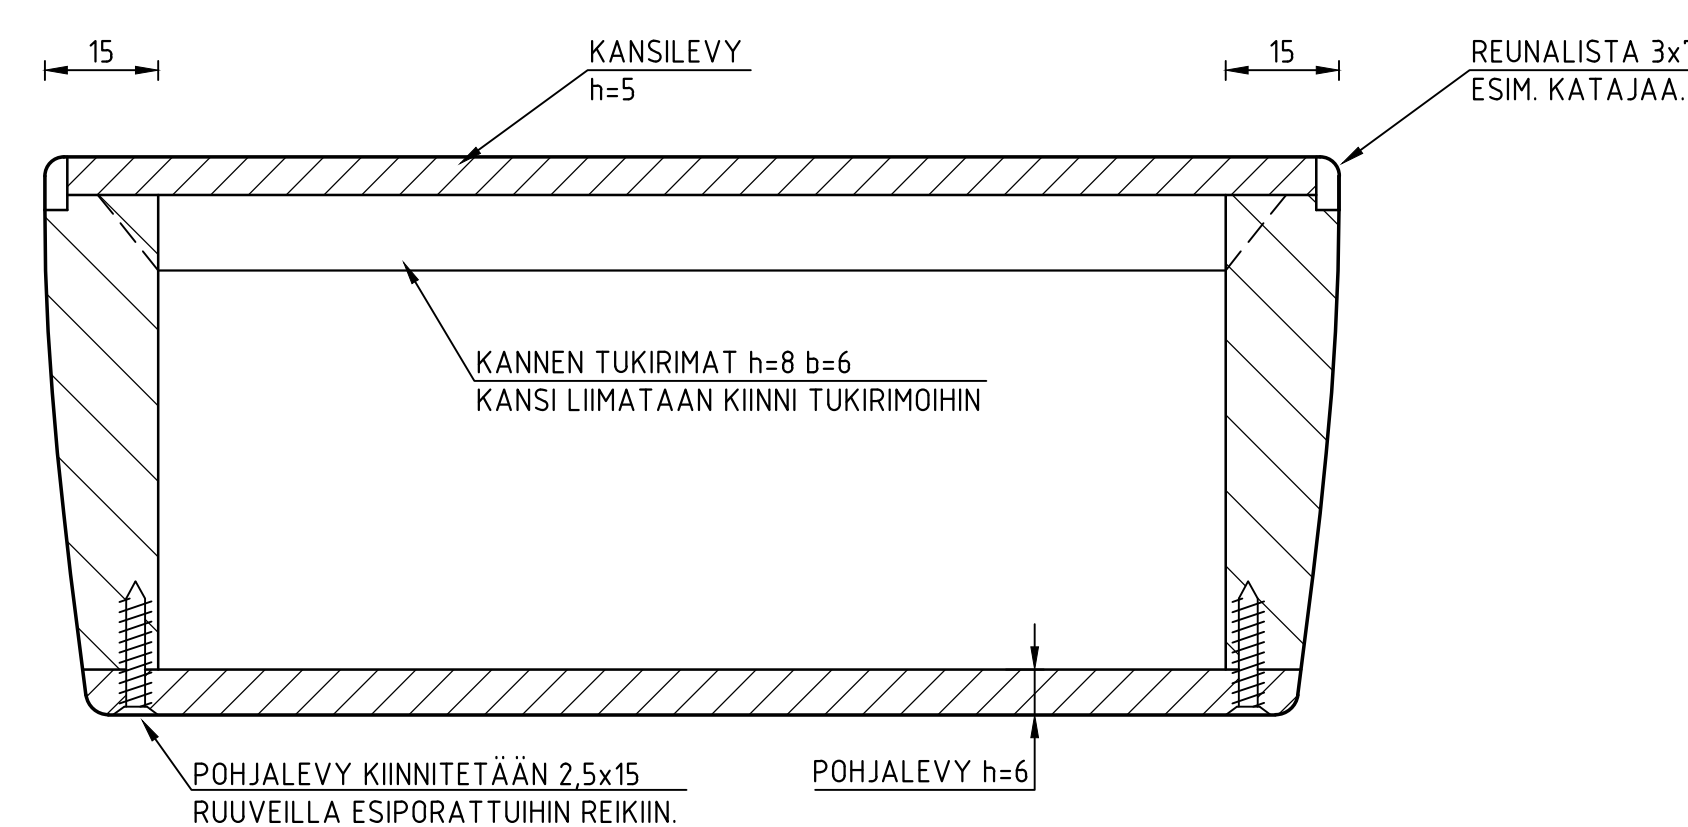 15
KANSILEVY
h=5
15
REUNALISTA
ESIM. KATAJAA.
KANNEN TUKIRIMAT h=8 b=6
KANSI LIIMATAAN KIINNI TUKIRIMOIHIN
POHJALEVY KIINNITETÄÄN 2,5x15
RUUVEILLA ESIPORATTUIHIN REIKIIN.
POHJALEVY h=6